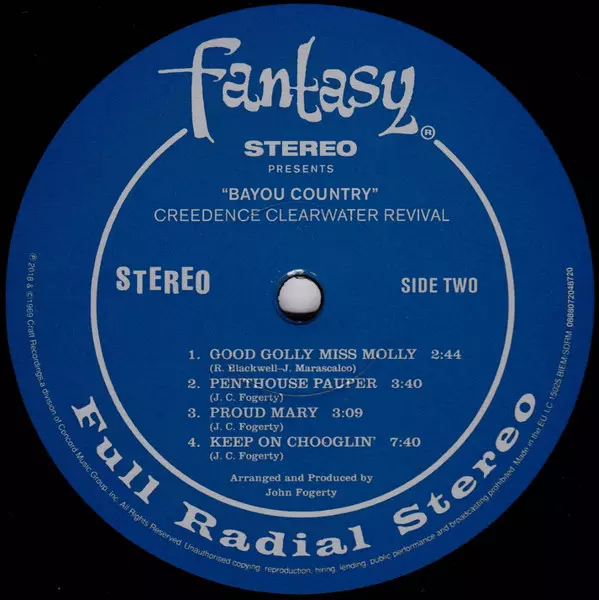 fantasy®
STEREO
PRESENTS
"BAYOU COUNTRY"
CREEDENCE CLEARWATER REVIVAL
STEREO
SIDE TWO
1. GOOD GOLLY MISS MOLLY 2:44
(R. Blackwell–J. Marascalco)
2. PENTHOUSE PAUPER 3:40
(J. C. Fogerty)
3. PROUD MARY 3:09
(J. C. Fogerty)
4. KEEP ON CHOOGLIN' 7:40
(J. C. Fogerty)
Arranged and Produced by
John Fogerty
Full Radial Stereo
℗ 2018 & ©1969 Craft Recordings, a division of Concord Music Group, Inc. All Rights Reserved. Unauthorised copying, reproduction, hiring, lending, public performance and broadcasting prohibited. Made in the EU LC 15025 BIEM/SDRM 0888072048720